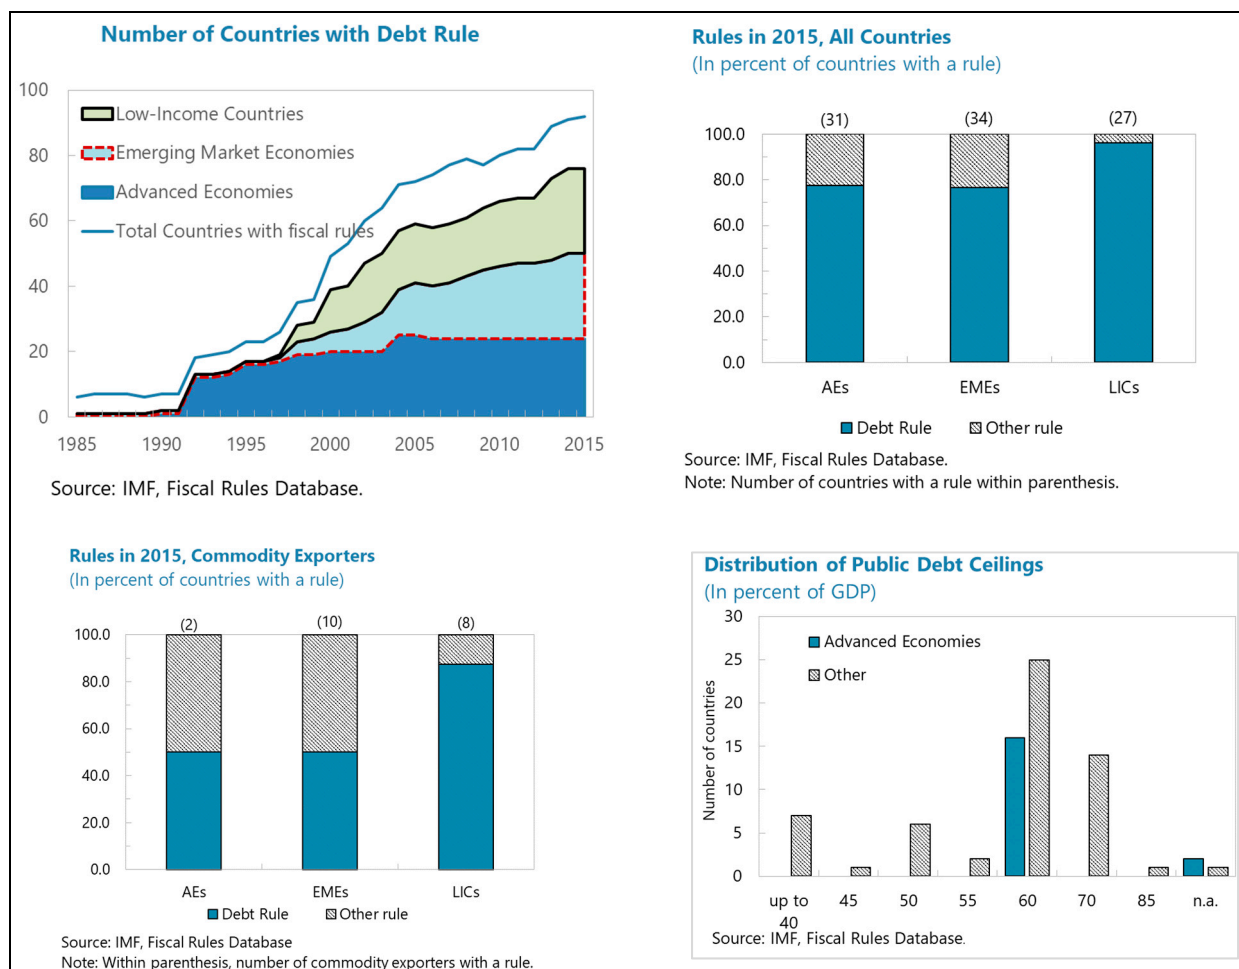 Number of Countries with Debt Rule
100
80
60
40
20
0
Low-Income Countries
Emerging Market Economies
Advanced Economies
Total Countries with fiscal rules
1985 1990 1995 2000 2005 2010 2015
Source: IMF, Fiscal Rules Database.
Rules in 2015, All Countries
(In percent of countries with a rule)
(31) (34) (27)
100.0
80.0
60.0
40.0
20.0
0.0
AEs EMEs LICs
Debt Rule Other rule
Source: IMF, Fiscal Rules Database.
Note: Number of countries with a rule within parenthesis.
Rules in 2015, Commodity Exporters
(In percent of countries with a rule)
(2) (10) (8)
100.0
80.0
60.0
40.0
20.0
0.0
AEs EMEs LICs
Debt Rule Other rule
Source: IMF, Fiscal Rules Database
Note: Within parenthesis, number of commodity exporters with a rule.
Distribution of Public Debt Ceilings
(In percent of GDP)
Number of countries
30
25
20
15
10
5
0
Advanced Economies
Other
up to 45 50 55 60 70 85 n.a.
40
Source: IMF, Fiscal Rules Database.